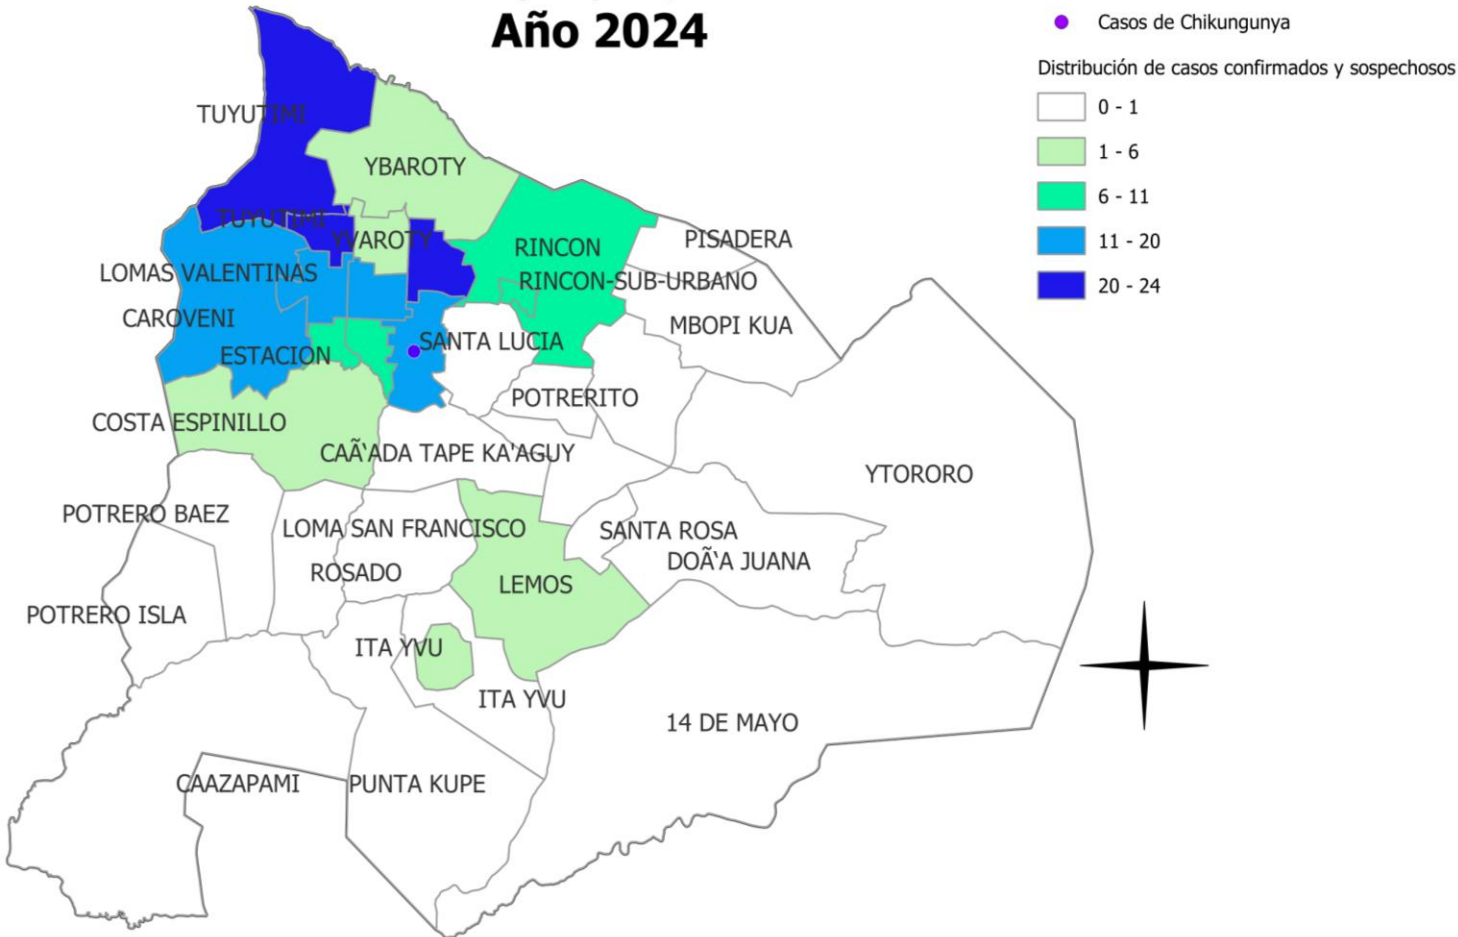 Año 2024
Casos de Chikungunya
Distribución de casos confirmados y sospechosos
0 - 1
1 - 6
6 - 11
11 - 20
20 - 24
TUYUTIMI
YBAROTY
TUYUTIMI
YVAROTY
RINCON
PISADERA
LOMAS VALENTINAS
RINCON-SUB-URBANO
CAROVENI
MBOPI KUA
ESTACION
SANTA LUCIA
POTRERITO
COSTA ESPINILLO
CAÃ‘ADA TAPE KA'AGUY
YTORORO
POTRERO BAEZ
LOMA SAN FRANCISCO
SANTA ROSA
DOÃ‘A JUANA
ROSADO
LEMOS
POTRERO ISLA
ITA YVU
ITA YVU
14 DE MAYO
CAAZAPAMI
PUNTA KUPE